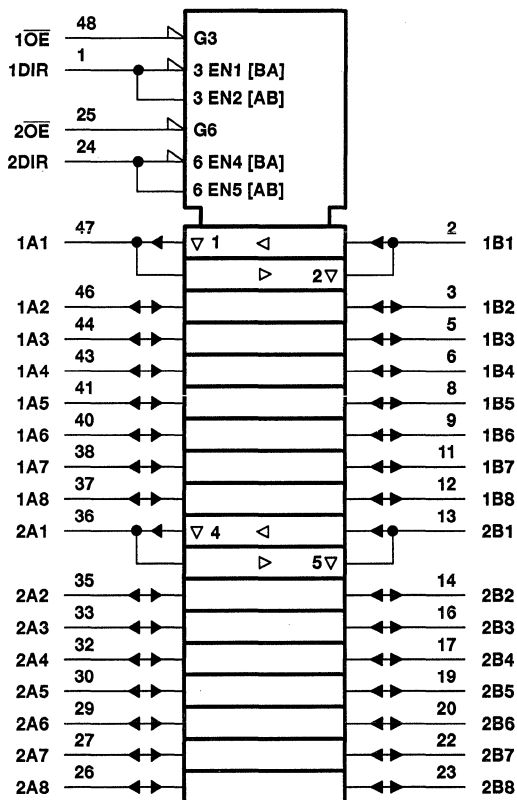 1O̅E̅ 48 G3
1DIR 1 3 EN1 [BA]
3 EN2 [AB]
2O̅E̅ 25 G6
2DIR 24 6 EN4 [BA]
6 EN5 [AB]
1A1 47 ▽ 1 ◁ 2 1B1
▷ 2 ▽
1A2 46 3 1B2
1A3 44 5 1B3
1A4 43 6 1B4
1A5 41 8 1B5
1A6 40 9 1B6
1A7 38 11 1B7
1A8 37 12 1B8
2A1 36 ▽ 4 ◁ 13 2B1
▷ 5 ▽
2A2 35 14 2B2
2A3 33 16 2B3
2A4 32 17 2B4
2A5 30 19 2B5
2A6 29 20 2B6
2A7 27 22 2B7
2A8 26 23 2B8